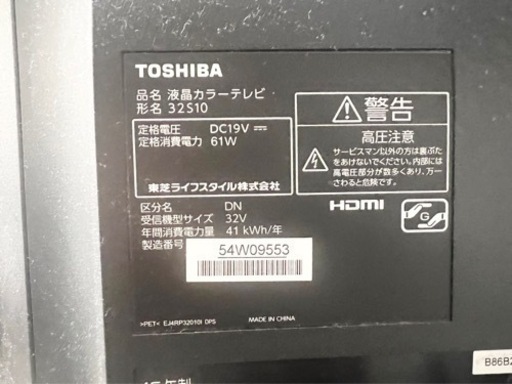 TOSHIBA
品名 液晶カラーテレビ
形名 32S10
定格電圧 DC19V ⎓
定格消費電力 61W
東芝ライフスタイル株式会社
区分名 DN
受信機型サイズ 32V
年間消費電力量 41 kWh/年
製造番号
54W09553
警告
高圧注意
サービスマン以外の方は裏ぶた
をあけないでください。内部には
高電圧部分が数多くあり、万一
さわると危険です。
HDMI
G
>PET< EJ4RP32010I DPS
MADE IN CHINA
年製